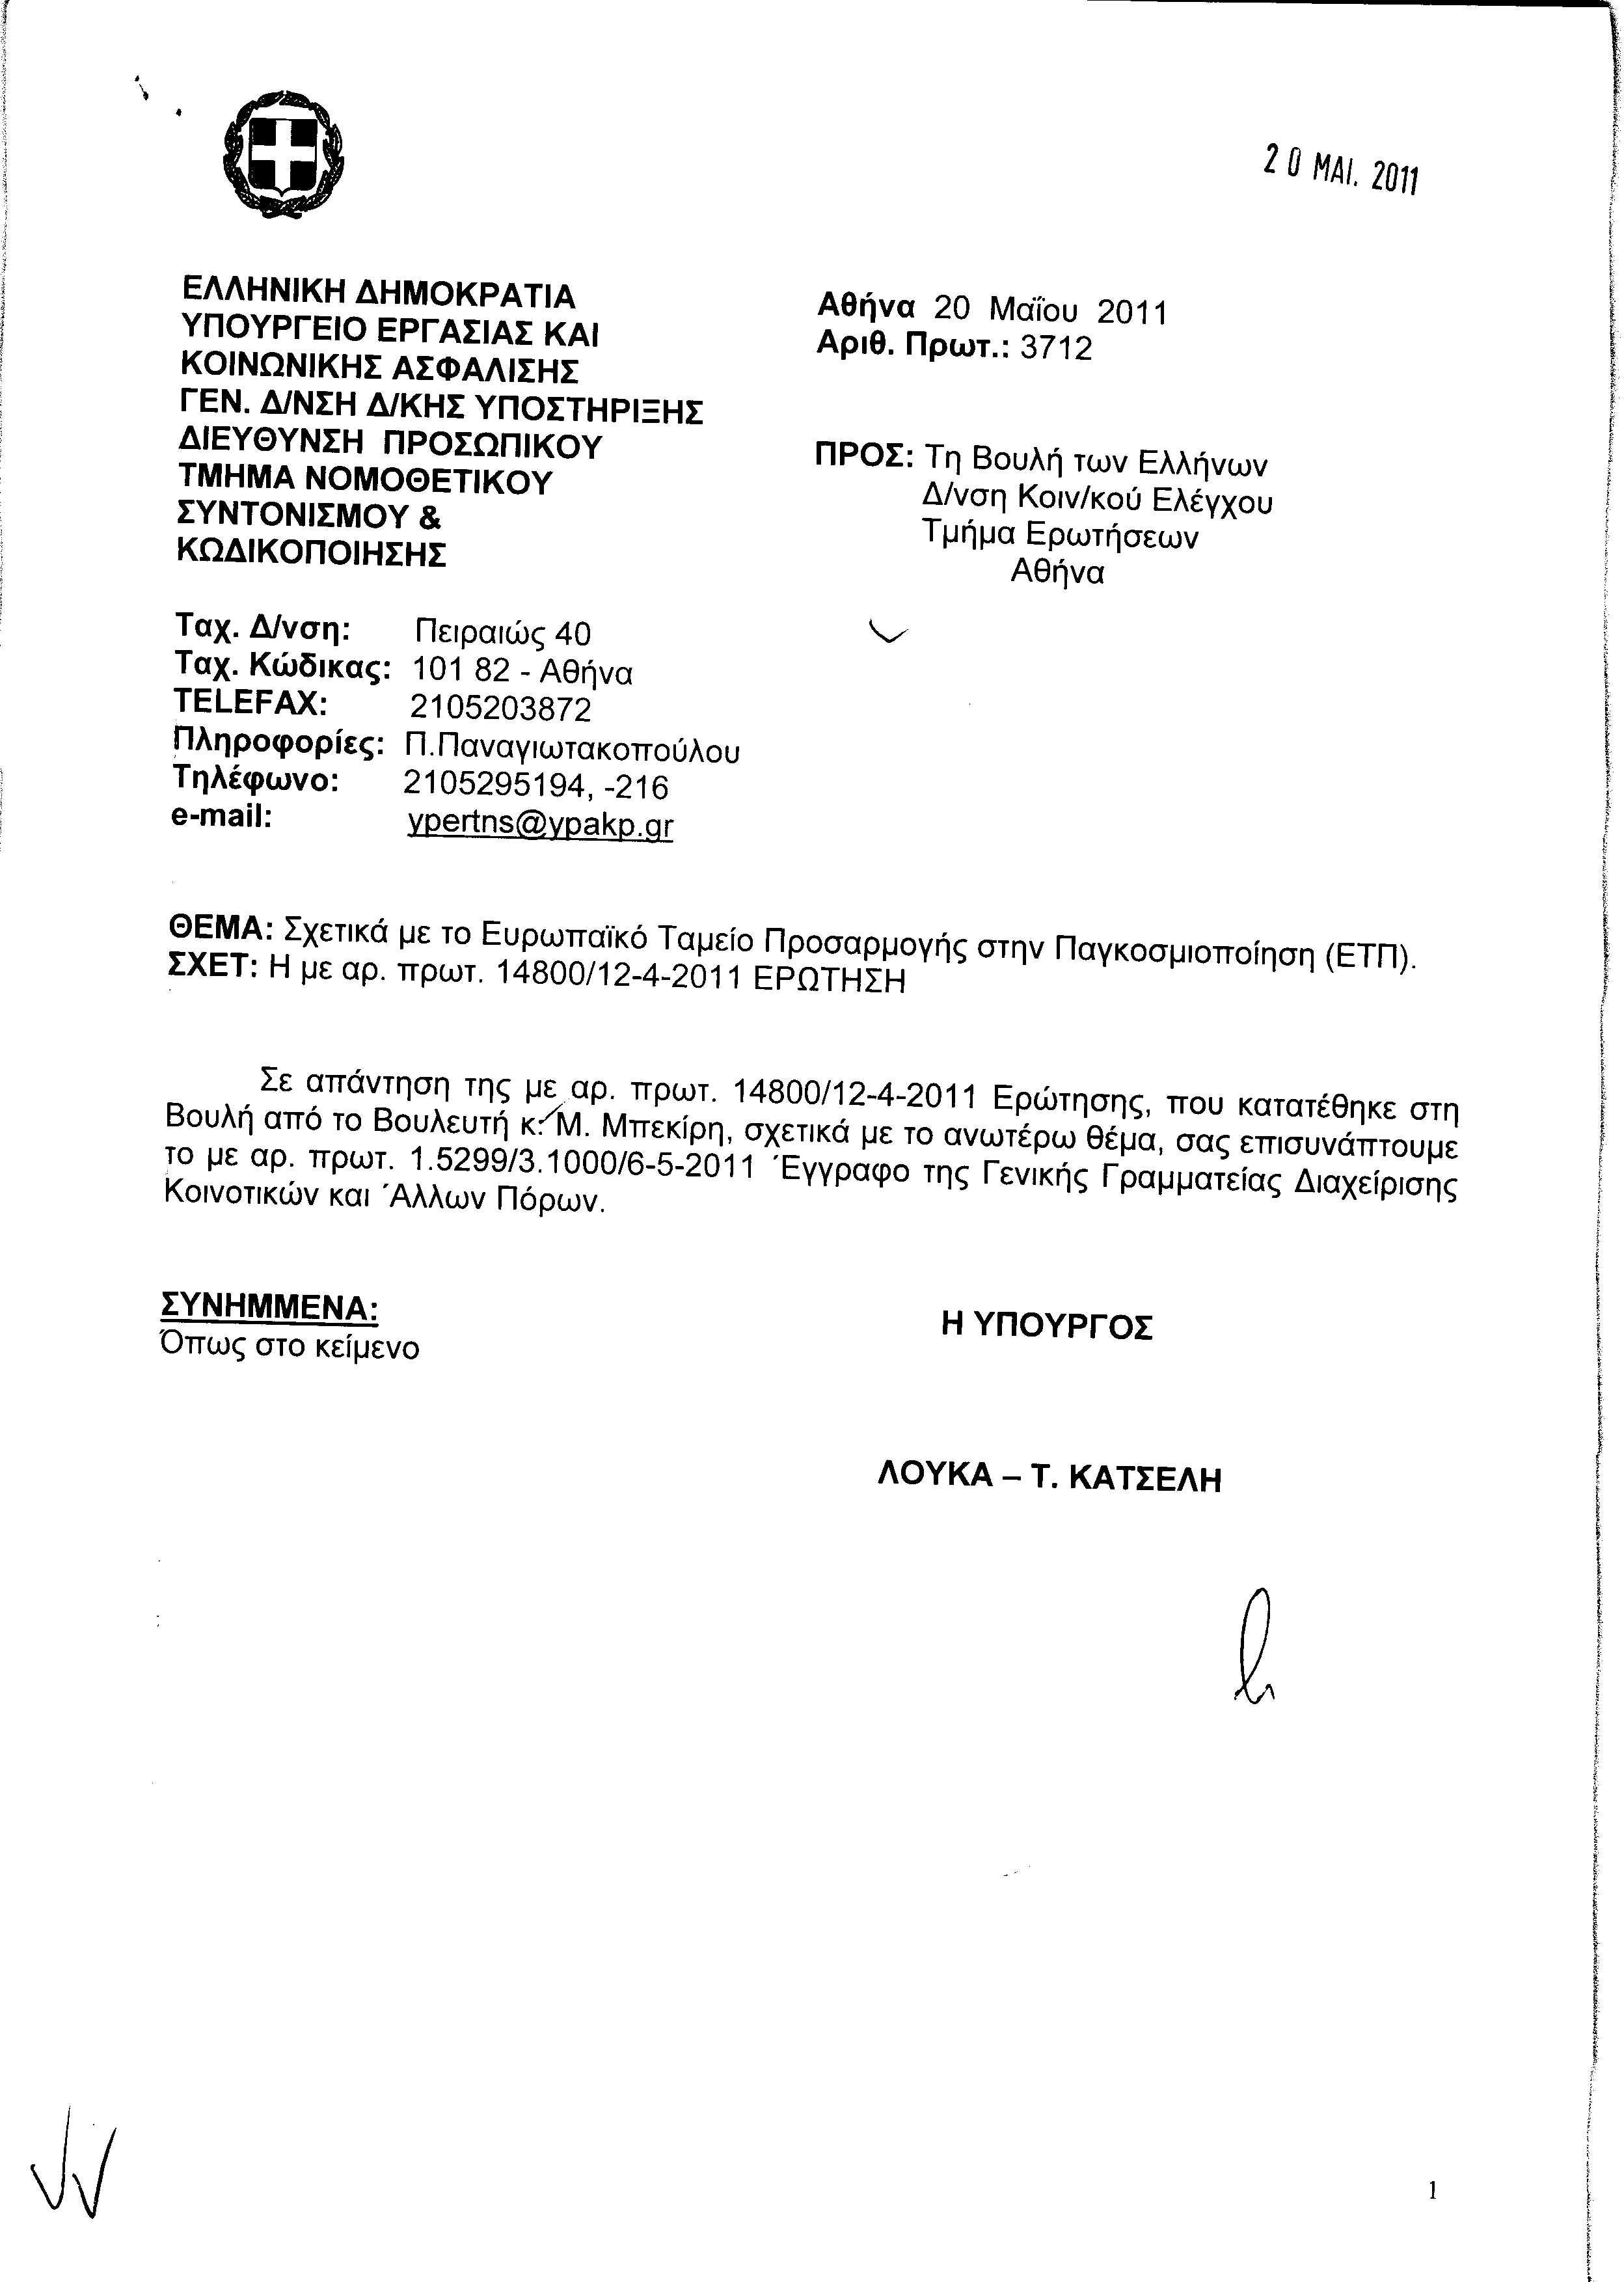 20 ΜΑΙ. 2011
ΕΛΛΗΝΙΚΗ ΔΗΜΟΚΡΑΤΙΑ
ΥΠΟΥΡΓΕΙΟ ΕΡΓΑΣΙΑΣ ΚΑΙ
ΚΟΙΝΩΝΙΚΗΣ ΑΣΦΑΛΙΣΗΣ
ΓΕΝ. Δ/ΝΣΗ Δ/ΚΗΣ ΥΠΟΣΤΗΡΙΞΗΣ
ΔΙΕΥΘΥΝΣΗ ΠΡΟΣΩΠΙΚΟΥ
ΤΜΗΜΑ ΝΟΜΟΘΕΤΙΚΟΥ
ΣΥΝΤΟΝΙΣΜΟΥ &
ΚΩΔΙΚΟΠΟΙΗΣΗΣ
Αθήνα 20 Μαΐου 2011
Αριθ. Πρωτ.: 3712
ΠΡΟΣ: Τη Βουλή των Ελλήνων
Δ/νση Κοιν/κού Ελέγχου
Τμήμα Ερωτήσεων
Αθήνα
Ταχ. Δ/νση: Πειραιώς 40
Ταχ. Κώδικας: 101 82 - Αθήνα
TELEFAX: 2105203872
Πληροφορίες: Π.Παναγιωτακοπούλου
Τηλέφωνο: 2105295194, -216
e-mail: ypertns@ypakp.gr
ΘΕΜΑ: Σχετικά με το Ευρωπαϊκό Ταμείο Προσαρμογής στην Παγκοσμιοποίηση (ΕΤΠ).
ΣΧΕΤ: Η με αρ. πρωτ. 14800/12-4-2011 ΕΡΩΤΗΣΗ
Σε απάντηση της με αρ. πρωτ. 14800/12-4-2011 Ερώτησης, που κατατέθηκε στη
Βουλή από το Βουλευτή κ. Μ. Μπεκίρη, σχετικά με το ανωτέρω θέμα, σας επισυνάπτουμε
το με αρ. πρωτ. 1.5299/3.1000/6-5-2011 Έγγραφο της Γενικής Γραμματείας Διαχείρισης
Κοινοτικών και Άλλων Πόρων.
ΣΥΝΗΜΜΕΝΑ:
Όπως στο κείμενο
Η ΥΠΟΥΡΓΟΣ
ΛΟΥΚΑ – Τ. ΚΑΤΣΕΛΗ
1